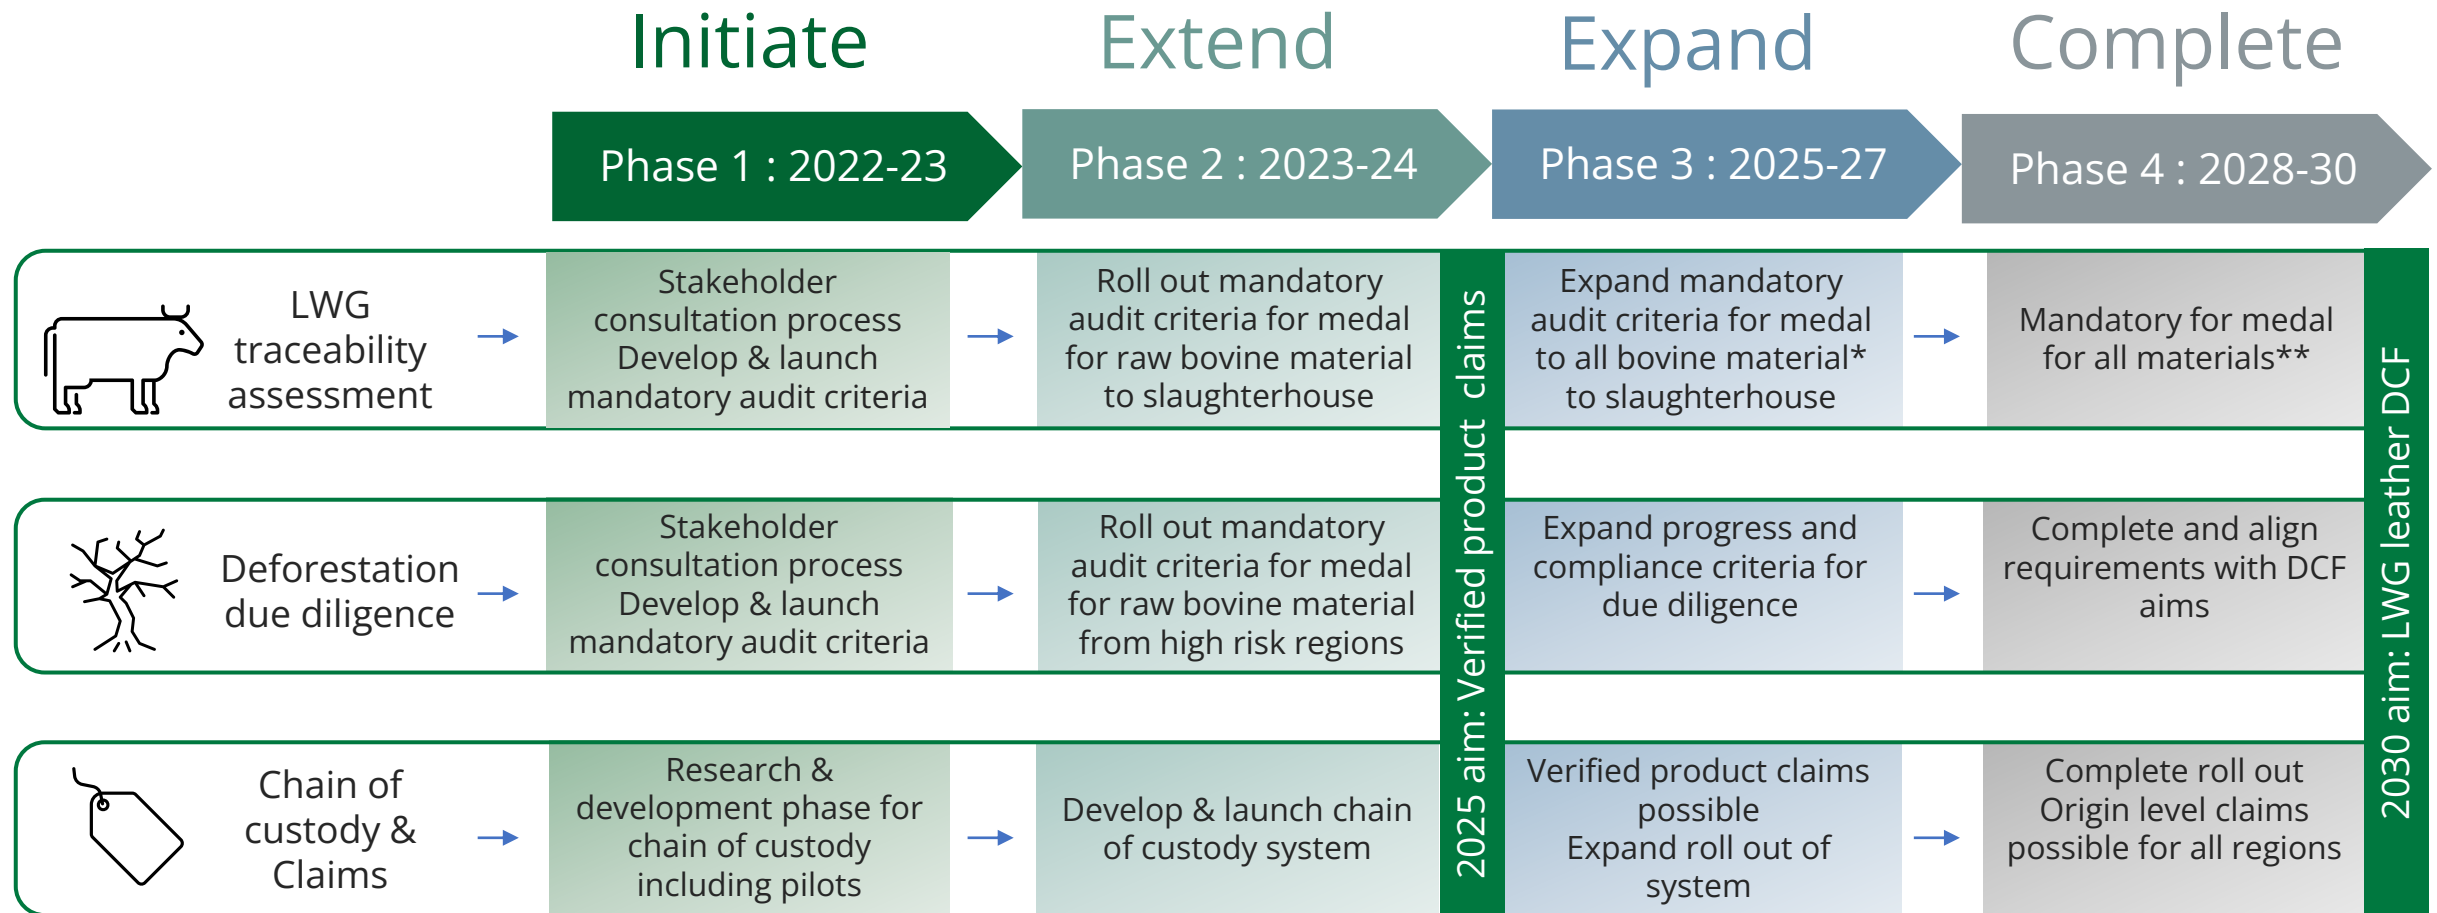 Initiate
Extend
Expand
Complete
Phase 1 : 2022-23
Phase 2 : 2023-24
Phase 3 : 2025-27
Phase 4 : 2028-30
LWG
traceability
assessment
Stakeholder
consultation process
Develop & launch
mandatory audit criteria
Roll out mandatory
audit criteria for medal
for raw bovine material
to slaughterhouse
Expand mandatory
audit criteria for medal
to all bovine material*
to slaughterhouse
Mandatory for medal
for all materials**
Deforestation
due diligence
Stakeholder
consultation process
Develop & launch
mandatory audit criteria
Roll out mandatory
audit criteria for medal
for raw bovine material
from high risk regions
Expand progress and
compliance criteria for
due diligence
Complete and align
requirements with DCF
aims
Chain of
custody &
Claims
Research &
development phase for
chain of custody
including pilots
Develop & launch chain
of custody system
Verified product claims
possible
Expand roll out of
system
Complete roll out
Origin level claims
possible for all regions
2025 aim: Verified product claims
2030 aim: LWG leather DCF